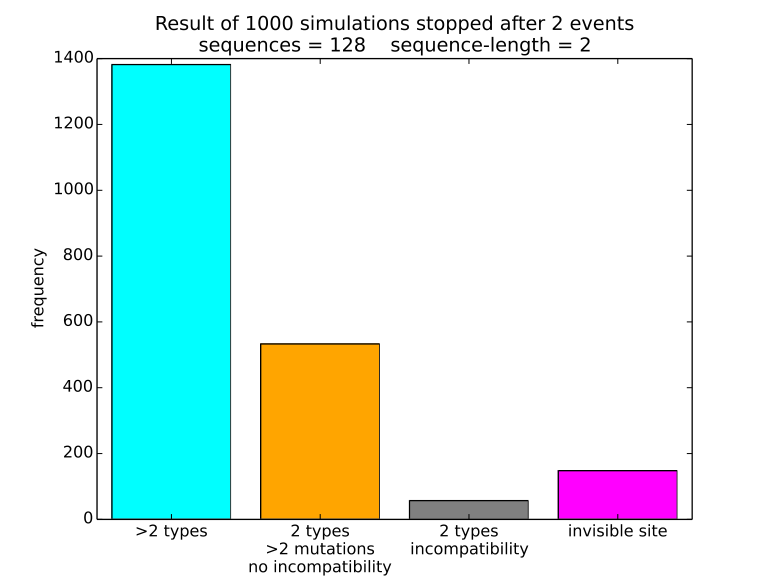 Result of 1000 simulations stopped after 2 events
sequences = 128    sequence-length = 2
1400
1200
1000
800
600
400
200
0
frequency
>2 types
2 types
>2 mutations
no incompatibility
2 types
incompatibility
invisible site